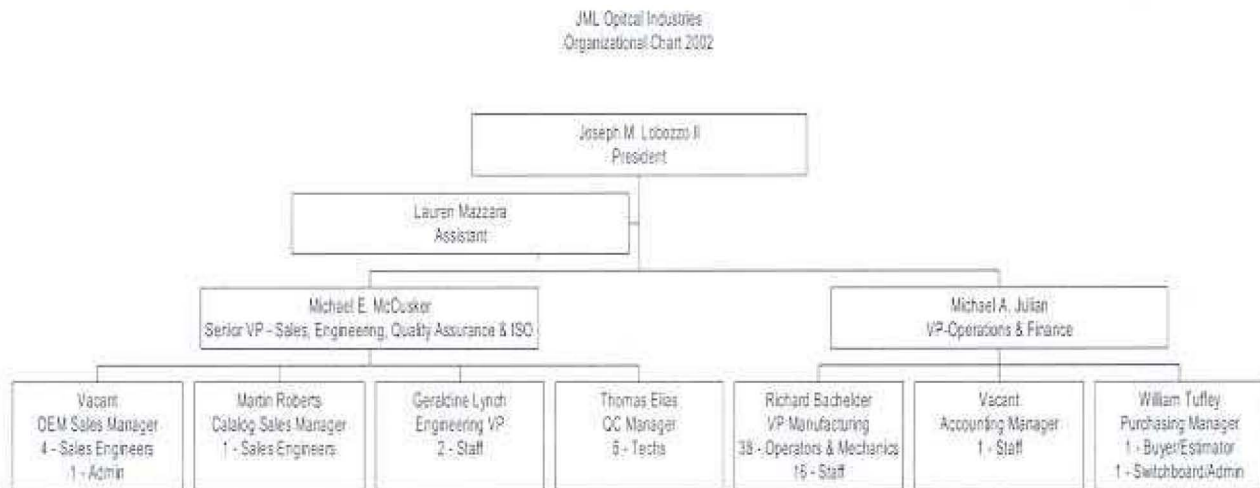 JML Opitcal Industries
Organizational Chart 2002
Joseph M. Lobozzo II
President
Lauren Mazzara
Assistant
Michael E. McCusker
Senior VP - Sales, Engineering, Quality Assurance & ISO
Michael A. Julian
VP-Operations & Finance
Vacant
OEM Sales Manager
4 - Sales Engineers
1 - Admin
Martin Roberts
Catalog Sales Manager
1 - Sales Engineers
Geraldine Lynch
Engineering VP
2 - Staff
Thomas Elias
QC Manager
5 - Techs
Richard Bachelder
VP Manufacturing
38 - Operators & Mechanics
16 - Staff
Vacant
Accounting Manager
1 - Staff
William Tuffey
Purchasing Manager
1 - Buyer/Estimator
1 - Switchboard/Admin